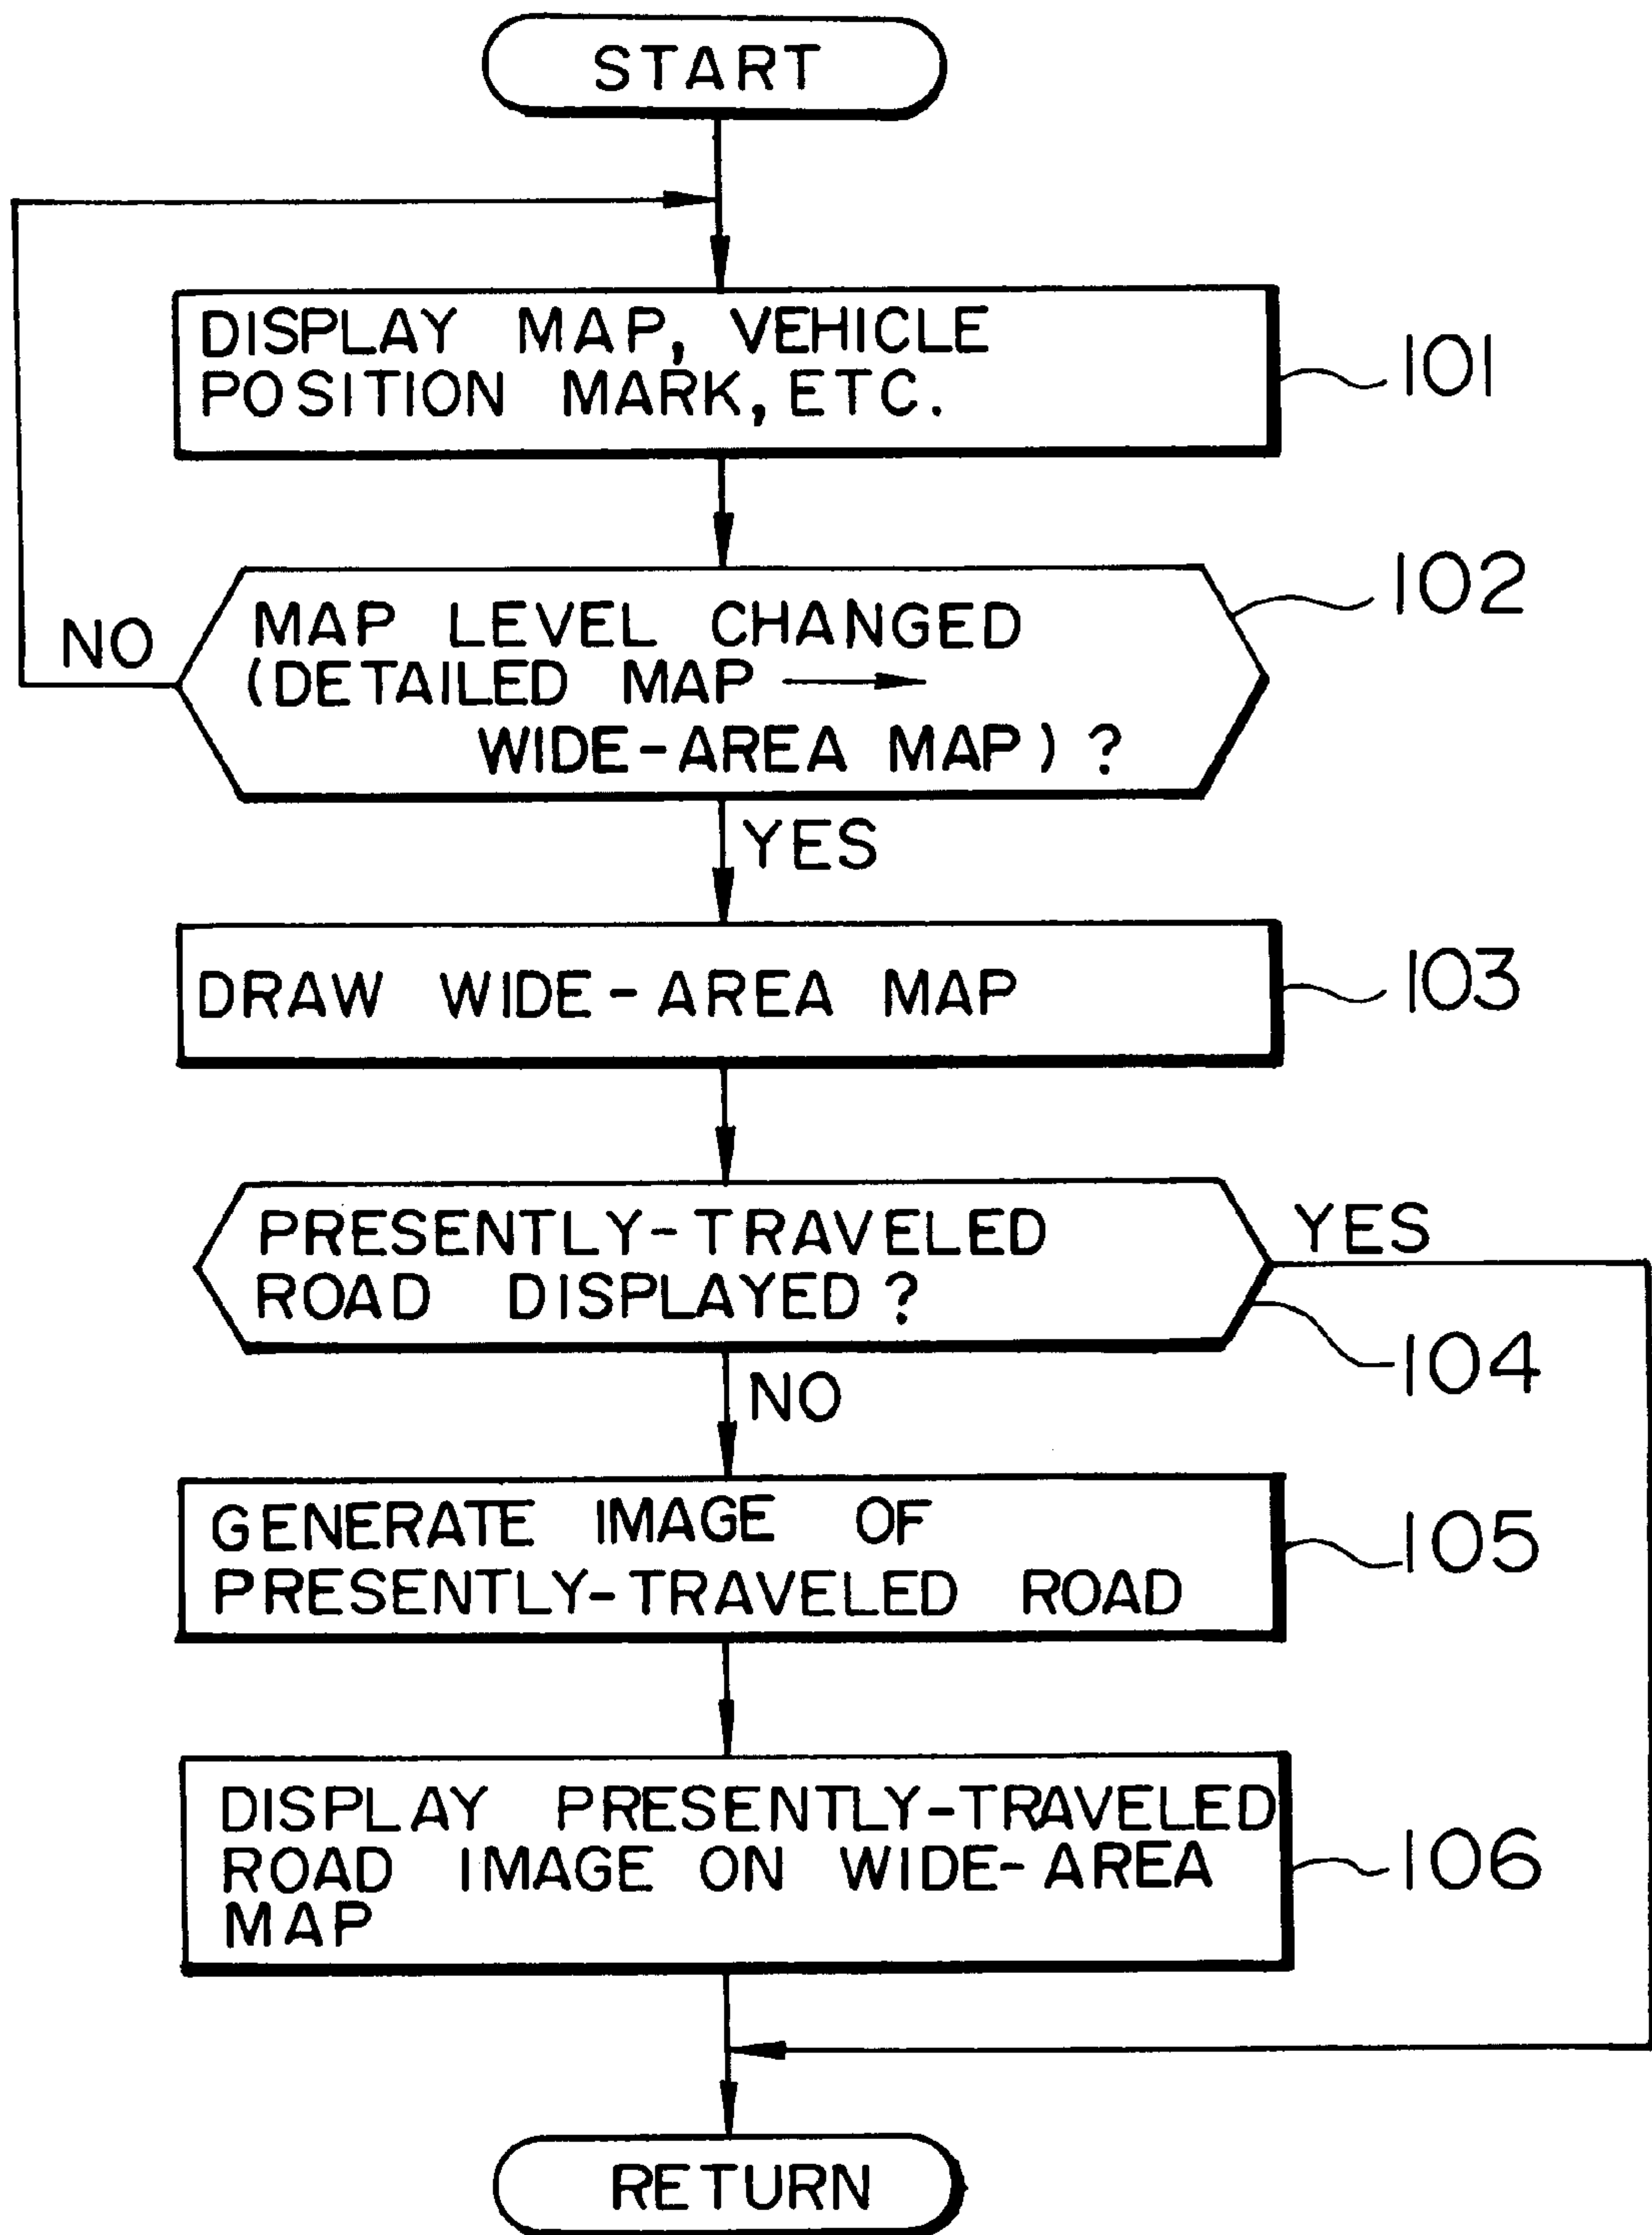 START
DISPLAY MAP, VEHICLE
POSITION MARK, ETC.
101
102
NO
MAP LEVEL CHANGED
(DETAILED MAP →
WIDE-AREA MAP) ?
YES
DRAW WIDE-AREA MAP
103
PRESENTLY-TRAVELED
ROAD DISPLAYED ?
YES
104
NO
GENERATE IMAGE OF
PRESENTLY-TRAVELED ROAD
105
DISPLAY PRESENTLY-TRAVELED
ROAD IMAGE ON WIDE-AREA
MAP
106
RETURN